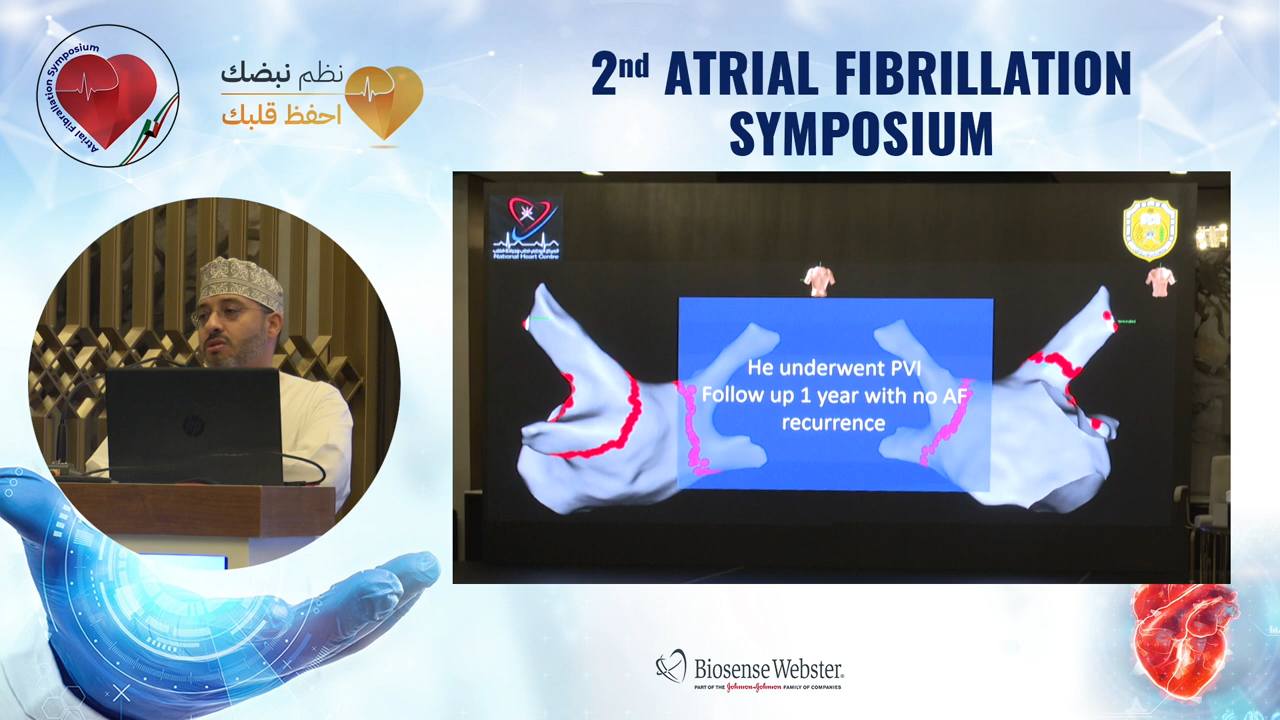 Atrial Fibrillation Symposium
نظم نبضك
احفظ قلبك
2nd ATRIAL FIBRILLATION
SYMPOSIUM
National Heart Centre
He underwent PVI
Follow up 1 year with no AF
recurrence
hp
Biosense Webster®
PART OF THE Johnson & Johnson FAMILY OF COMPANIES